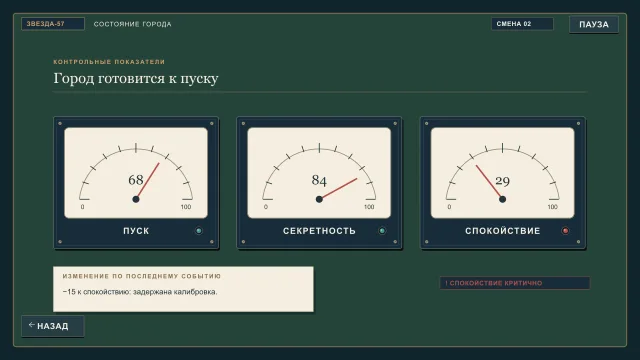 ЗВЕЗДА-57
СОСТОЯНИЕ ГОРОДА
СМЕНА 02
ПАУЗА
КОНТРОЛЬНЫЕ ПОКАЗАТЕЛИ
Город готовится к пуску
68
0 100
ПУСК
84
0 100
СЕКРЕТНОСТЬ
29
0 100
СПОКОЙСТВИЕ
ИЗМЕНЕНИЕ ПО ПОСЛЕДНЕМУ СОБЫТИЮ
−15 к спокойствию: задержана калибровка.
! СПОКОЙСТВИЕ КРИТИЧНО
← НАЗАД